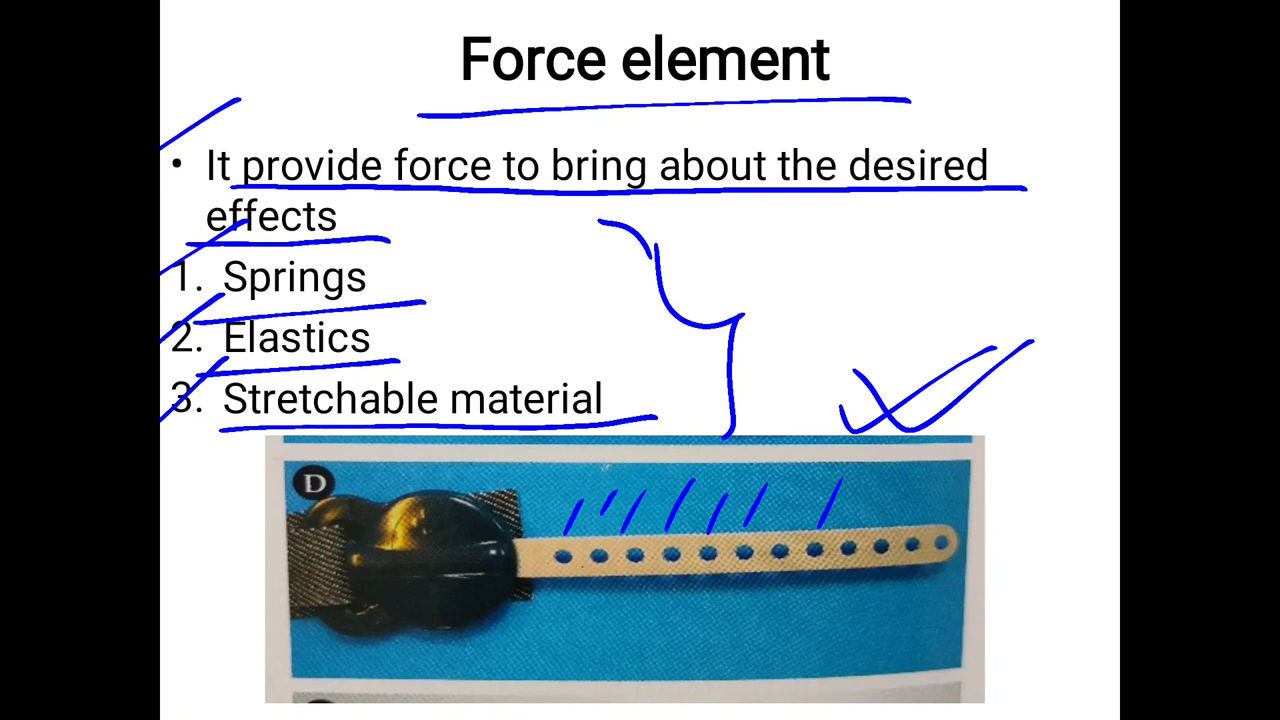 Force element
• It provide force to bring about the desired
effects
1. Springs
2. Elastics
3. Stretchable material
D